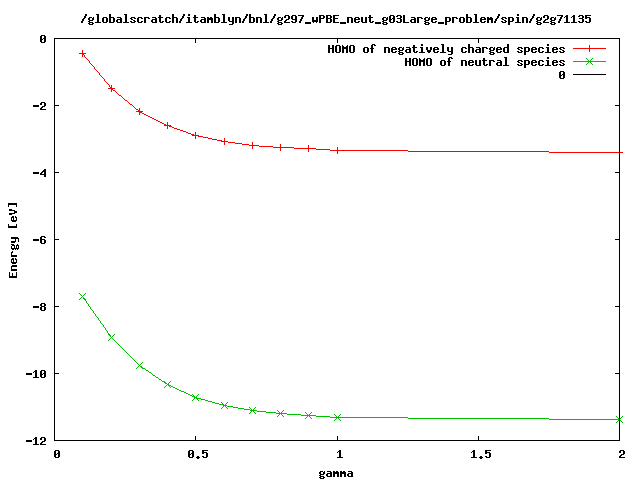 /globalscratch/itamblyn/bnl/g297_wPBE_neut_g03Large_problem/spin/g2g71135
HOMO of negatively charged species
HOMO of neutral species
0
Energy [eV]
0
-2
-4
-6
-8
-10
-12
0 0.5 1 1.5 2
gamma